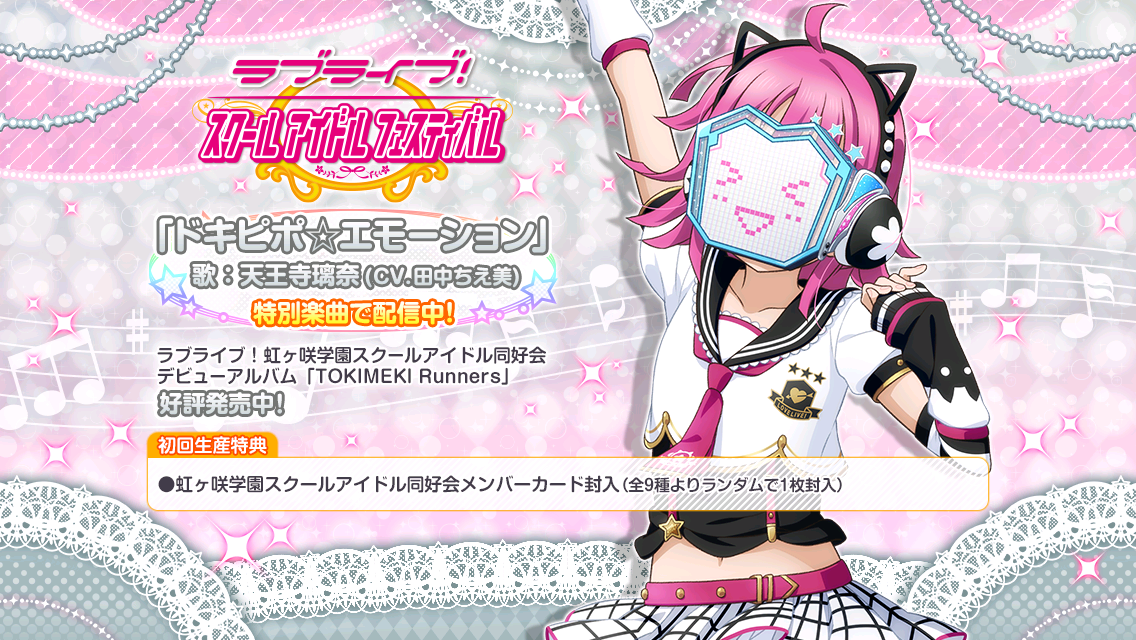 ラブライブ!
スクールアイドルフェスティバル
「ドキピポ☆エモーション」
歌：天王寺璃奈(CV.田中ちえ美)
特別楽曲で配信中!
ラブライブ！虹ヶ咲学園スクールアイドル同好会
デビューアルバム「TOKIMEKI Runners」
好評発売中!
初回生産特典
●虹ヶ咲学園スクールアイドル同好会メンバーカード封入(全9種よりランダムで1枚封入)
LOVELIVE!